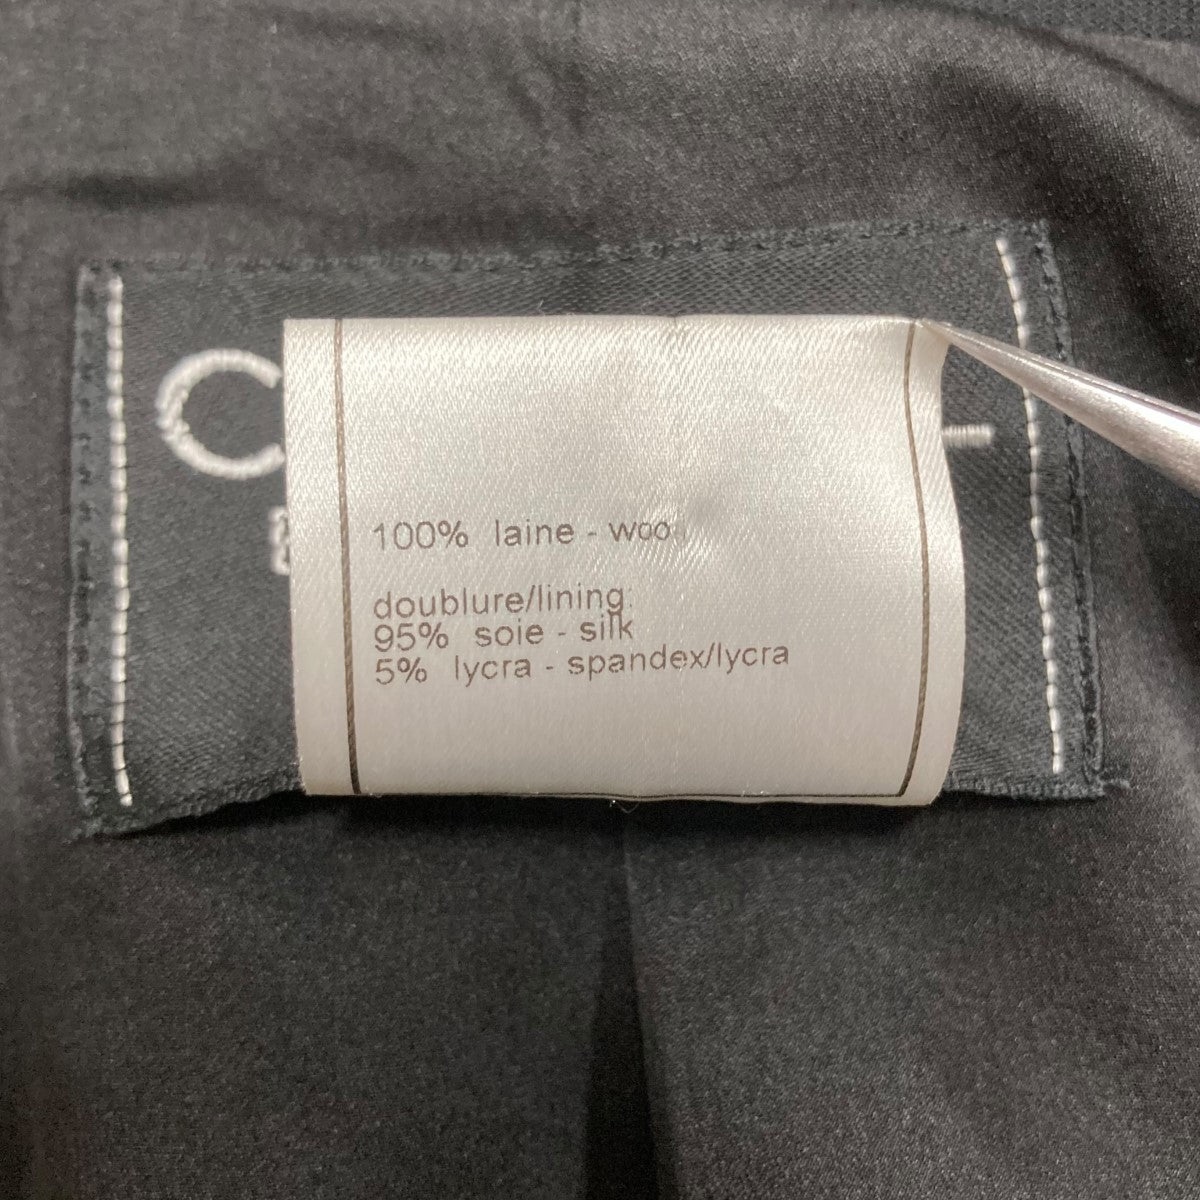 100% laine - wool
doublure/lining:
95% soie - silk
5% lycra - spandex/lycra